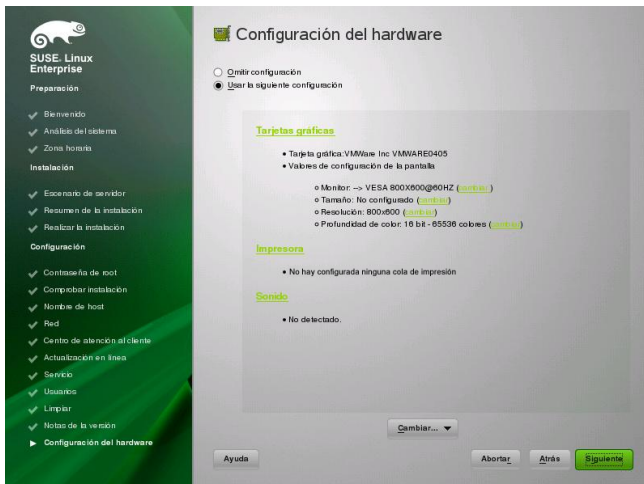 SUSE. Linux
Enterprise
Preparación
Bienvenido
Análisis del sistema
Zona horaria
Instalación
Escenario de servidor
Resumen de la instalación
Realizar la instalación
Configuración
Contraseña de root
Comprobar instalación
Nombre de host
Red
Centro de atención al cliente
Actualización en línea
Servicio
Usuarios
Limpiar
Notas de la versión
Configuración del hardware
Configuración del hardware
Omitir configuración
Usar la siguiente configuración
Tarjetas gráficas
• Tarjeta gráfica:VMWare Inc VMWARE0405
• Valores de configuración de la pantalla
Monitor: --> VESA 800X600@60HZ (cambiar)
Tamaño: No configurado (cambiar)
Resolución: 800x600 (cambiar)
Profundidad de color: 16 bit - 65536 colores (cambiar)
Impresora
• No hay configurada ninguna cola de impresión
Sonido
• No detectado.
Cambiar...
Ayuda
Abortar
Atrás
Siguiente